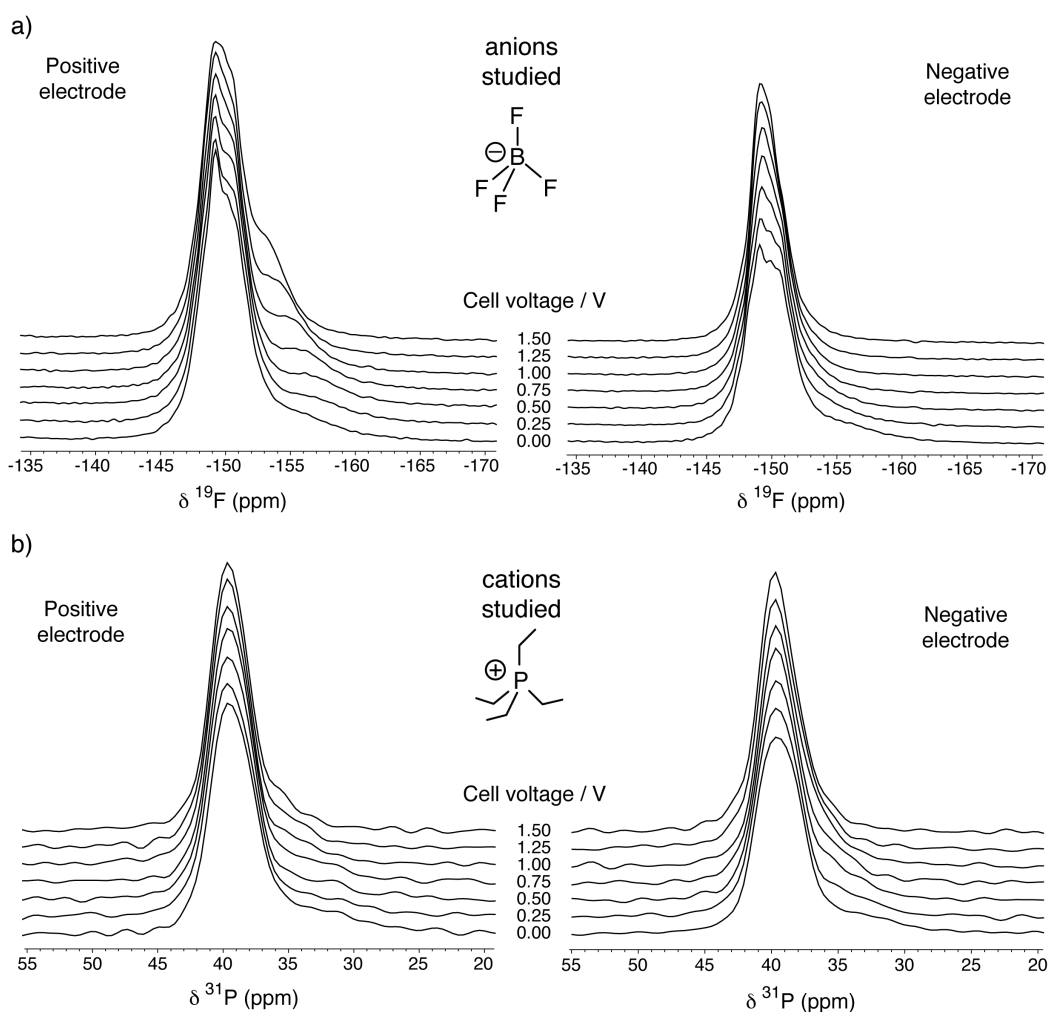 a)
Positive
electrode
anions
studied
Negative
electrode
F
⊖
B
F
F
F
Cell voltage / V
1.50
1.25
1.00
0.75
0.50
0.25
0.00
-135 -140 -145 -150 -155 -160 -165 -170
-135 -140 -145 -150 -155 -160 -165 -170
δ ¹⁹F (ppm)
δ ¹⁹F (ppm)
b)
Positive
electrode
cations
studied
Negative
electrode
⊕
P
Cell voltage / V
1.50
1.25
1.00
0.75
0.50
0.25
0.00
55 50 45 40 35 30 25 20
55 50 45 40 35 30 25 20
δ ³¹P (ppm)
δ ³¹P (ppm)